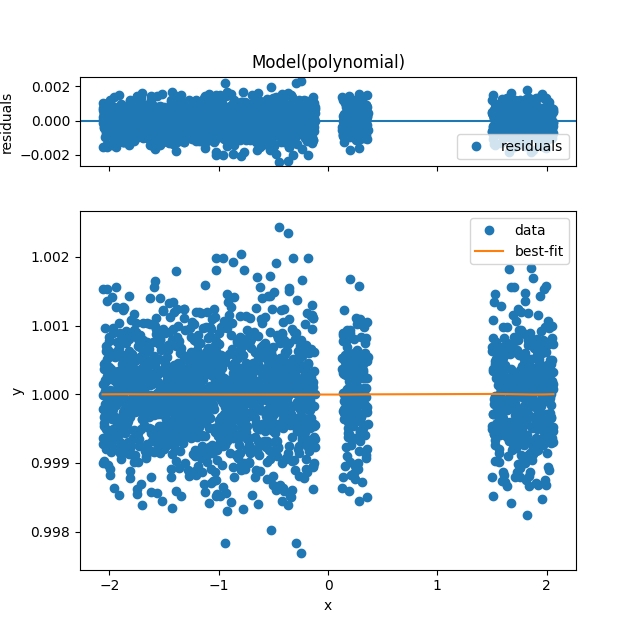 Model(polynomial)
0.002
0.000
−0.002
residuals
residuals
1.002
1.001
1.000
0.999
0.998
y
data
best-fit
−2
−1
0
1
2
x